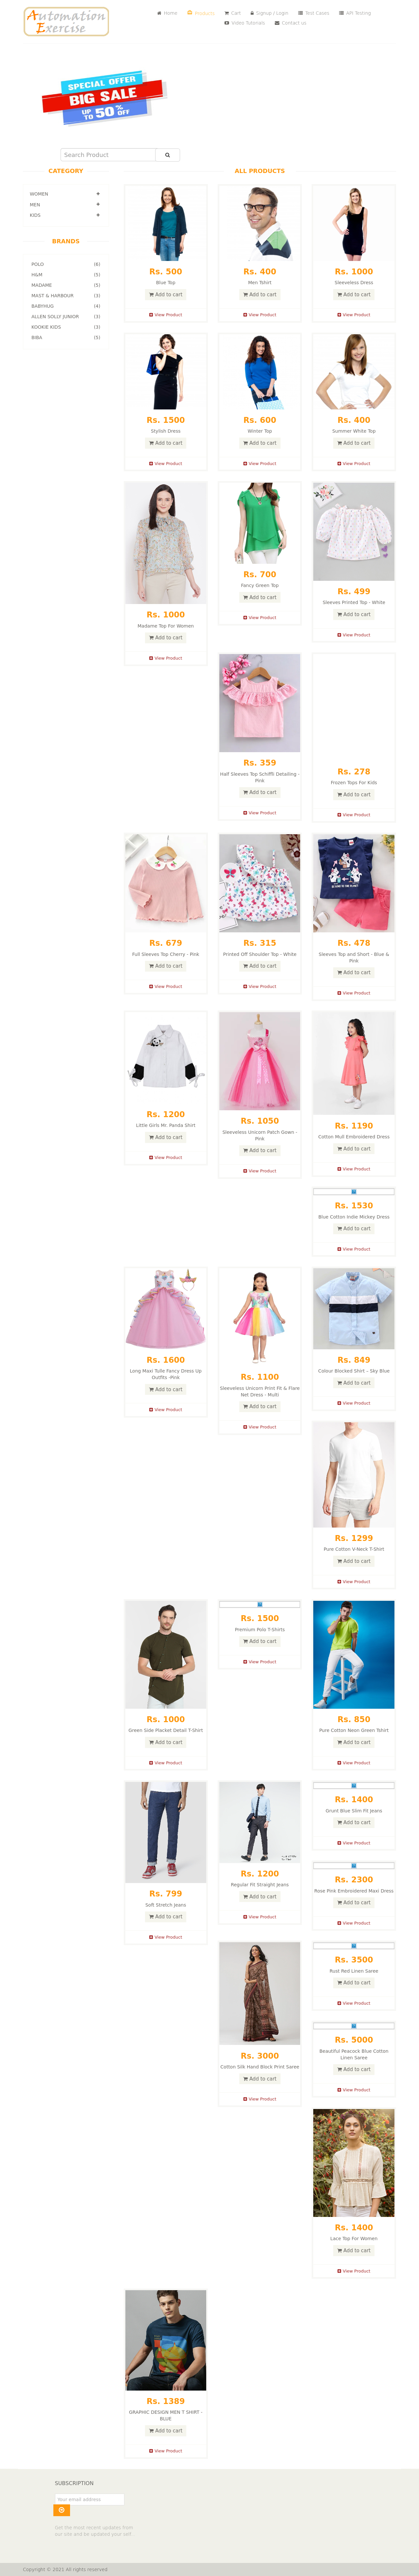 Automation
Exercise
Home Products Cart Signup / Login Test Cases API Testing
Video Tutorials Contact us
SPECIAL OFFER
BIG SALE
UP TO 50% OFF
Search Product
CATEGORY
WOMEN
MEN
KIDS
BRANDS
POLO (6)
H&M (5)
MADAME (5)
MAST & HARBOUR (3)
BABYHUG (4)
ALLEN SOLLY JUNIOR (3)
KOOKIE KIDS (3)
BIBA (5)
ALL PRODUCTS
Rs. 500
Blue Top
Add to cart
View Product
Rs. 400
Men Tshirt
Add to cart
View Product
Rs. 1000
Sleeveless Dress
Add to cart
View Product
Rs. 1500
Stylish Dress
Add to cart
View Product
Rs. 600
Winter Top
Add to cart
View Product
Rs. 400
Summer White Top
Add to cart
View Product
Rs. 1000
Madame Top For Women
Add to cart
View Product
Rs. 700
Fancy Green Top
Add to cart
View Product
Rs. 499
Sleeves Printed Top - White
Add to cart
View Product
Rs. 359
Half Sleeves Top Schiffli Detailing -
Pink
Add to cart
View Product
Rs. 278
Frozen Tops For Kids
Add to cart
View Product
Rs. 679
Full Sleeves Top Cherry - Pink
Add to cart
View Product
Rs. 315
Printed Off Shoulder Top - White
Add to cart
View Product
Rs. 478
Sleeves Top and Short - Blue &
Pink
Add to cart
View Product
Rs. 1200
Little Girls Mr. Panda Shirt
Add to cart
View Product
Rs. 1050
Sleeveless Unicorn Patch Gown -
Pink
Add to cart
View Product
Rs. 1190
Cotton Mull Embroidered Dress
Add to cart
View Product
Rs. 1530
Blue Cotton Indie Mickey Dress
Add to cart
View Product
Rs. 1600
Long Maxi Tulle Fancy Dress Up
Outfits -Pink
Add to cart
View Product
Rs. 1100
Sleeveless Unicorn Print Fit & Flare
Net Dress - Multi
Add to cart
View Product
Rs. 849
Colour Blocked Shirt – Sky Blue
Add to cart
View Product
Rs. 1299
Pure Cotton V-Neck T-Shirt
Add to cart
View Product
Rs. 1000
Green Side Placket Detail T-Shirt
Add to cart
View Product
Rs. 1500
Premium Polo T-Shirts
Add to cart
View Product
Rs. 850
Pure Cotton Neon Green Tshirt
Add to cart
View Product
Rs. 799
Soft Stretch Jeans
Add to cart
View Product
Rs. 1200
Regular Fit Straight Jeans
Add to cart
View Product
Rs. 1400
Grunt Blue Slim Fit Jeans
Add to cart
View Product
Rs. 2300
Rose Pink Embroidered Maxi Dress
Add to cart
View Product
Rs. 3000
Cotton Silk Hand Block Print Saree
Add to cart
View Product
Rs. 3500
Rust Red Linen Saree
Add to cart
View Product
Rs. 5000
Beautiful Peacock Blue Cotton
Linen Saree
Add to cart
View Product
Rs. 1400
Lace Top For Women
Add to cart
View Product
Rs. 1389
GRAPHIC DESIGN MEN T SHIRT -
BLUE
Add to cart
View Product
SUBSCRIPTION
Your email address
Get the most recent updates from
our site and be updated your self...
Copyright © 2021 All rights reserved